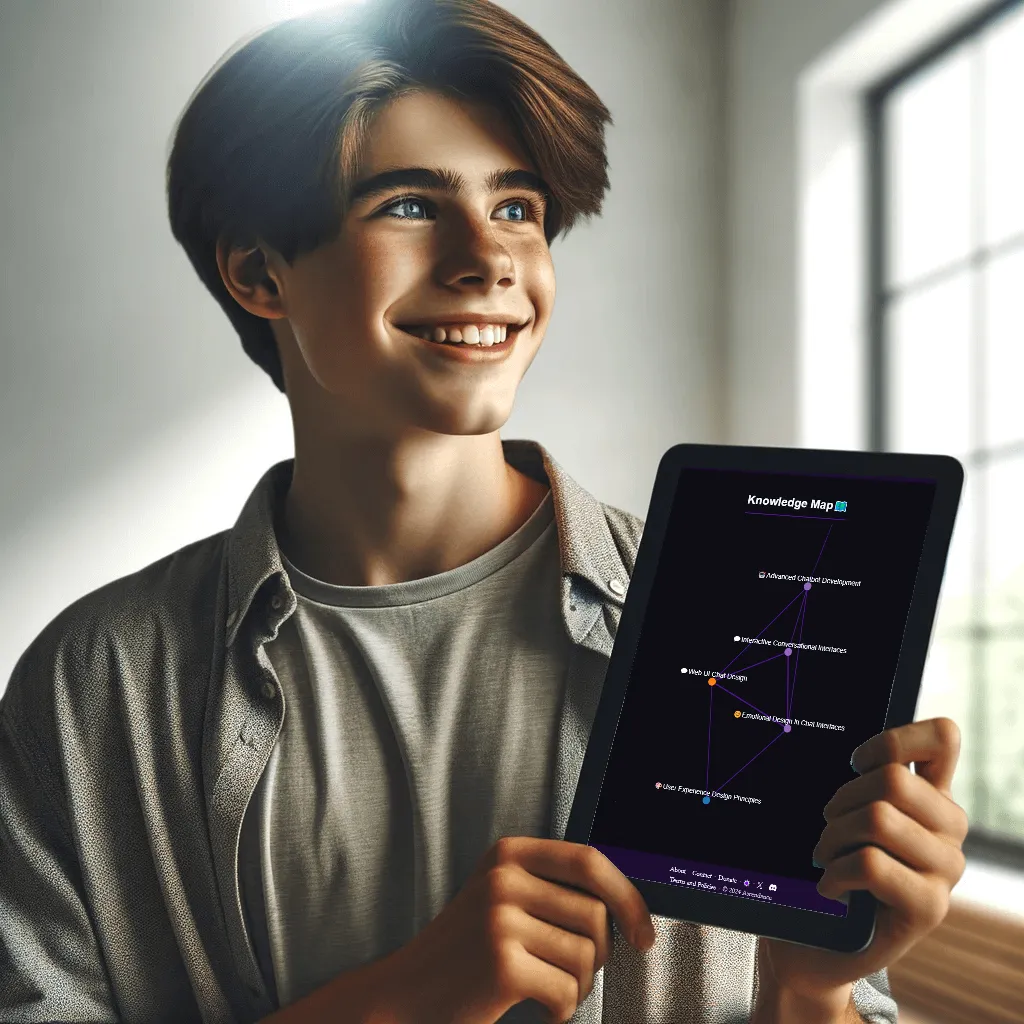 Knowledge Map
Advanced Chatbot Development
Interactive Conversational Interfaces
Web UI Chat Design
Emotional Design in Chat Interfaces
User Experience Design Principles
About Contact Donate
Terms and Policies © 2024